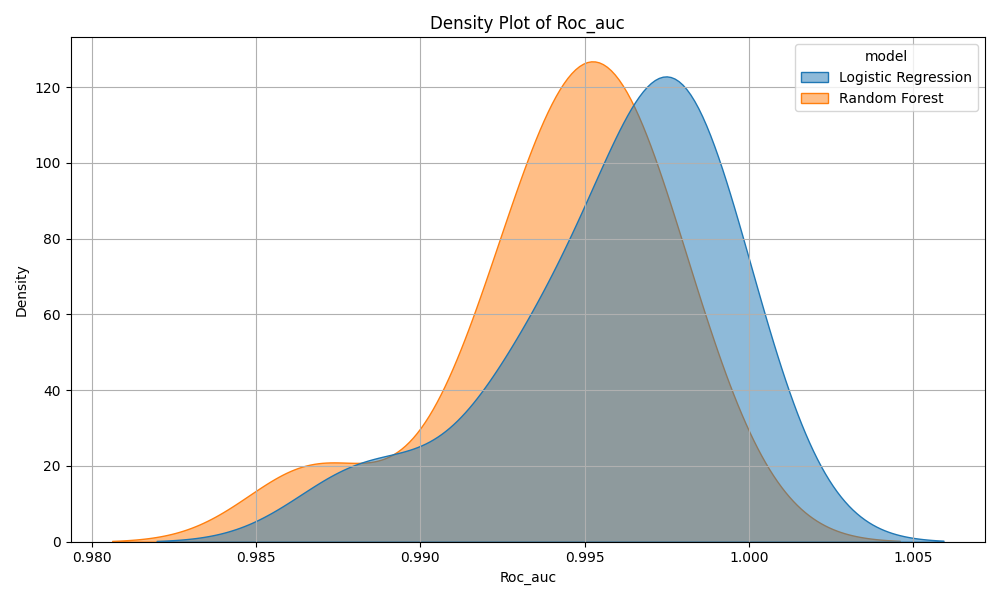 Density Plot of Roc_auc
model
Logistic Regression
Random Forest
Density
120
100
80
60
40
20
0
0.980
0.985
0.990
0.995
1.000
1.005
Roc_auc